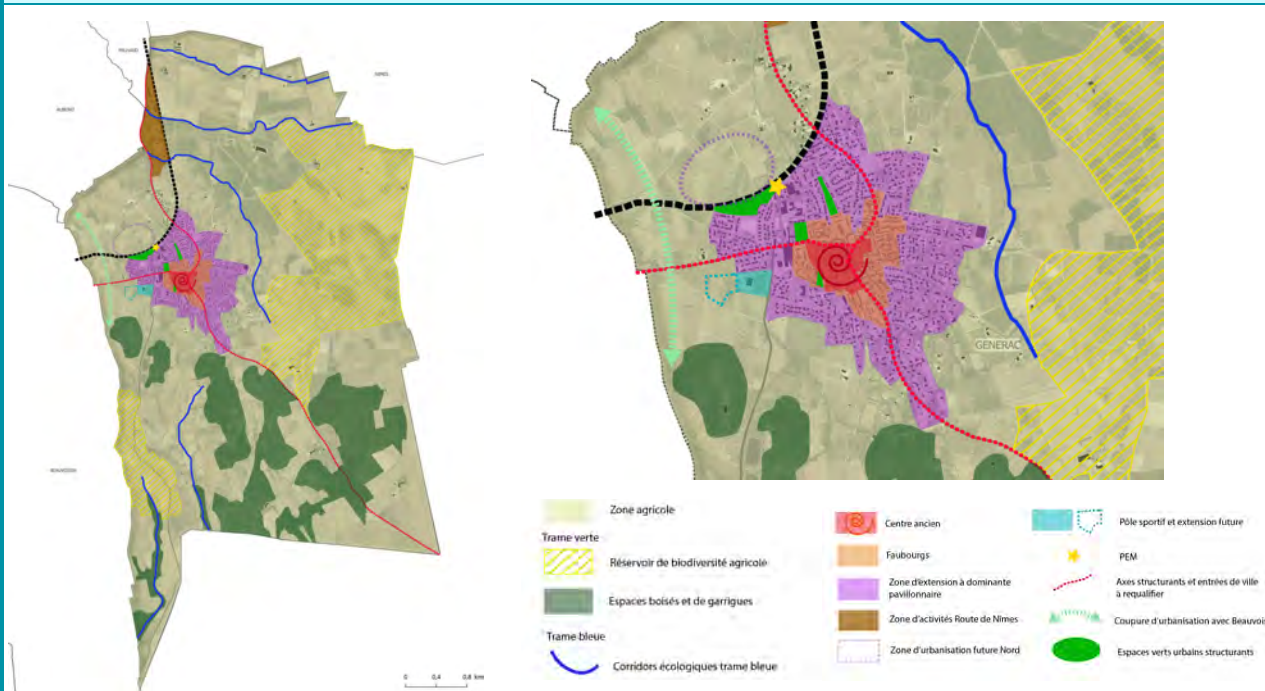 AUBORD
GENERAC
0 0,4 0,8 km
Zone agricole
Trame verte
Réservoir de biodiversité agricole
Espaces boisés et de garrigues
Trame bleue
Corridors écologiques trame bleue
Centre ancien
Faubourgs
Zone d'extension à dominante
pavillonnaire
Zone d'activités Route de Nîmes
Zone d'urbanisation future Nord
Pôle sportif et extension future
PEM
Axes structurants et entrées de ville
à requalifier
Coupure d'urbanisation avec Beauvois
Espaces verts urbains structurants